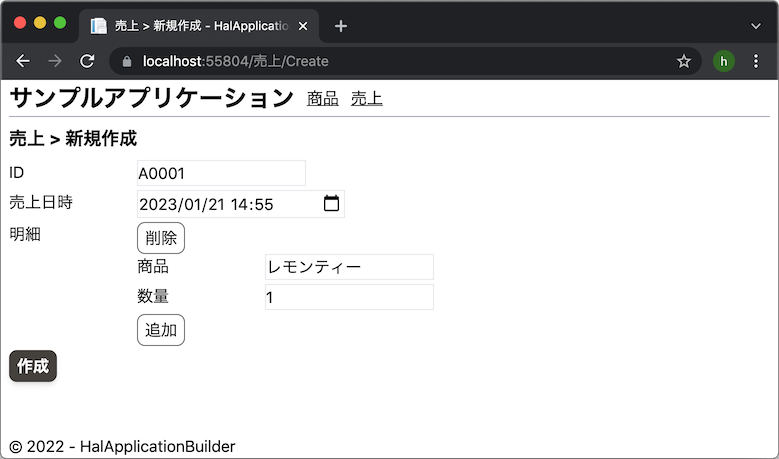 売上 > 新規作成 - HalApplication
localhost:55804/売上/Create
h
サンプルアプリケーション 商品 売上
売上 > 新規作成
ID A0001
売上日時 2023/01/21 14:55
明細 削除
商品 レモンティー
数量 1
追加
作成
© 2022 - HalApplicationBuilder